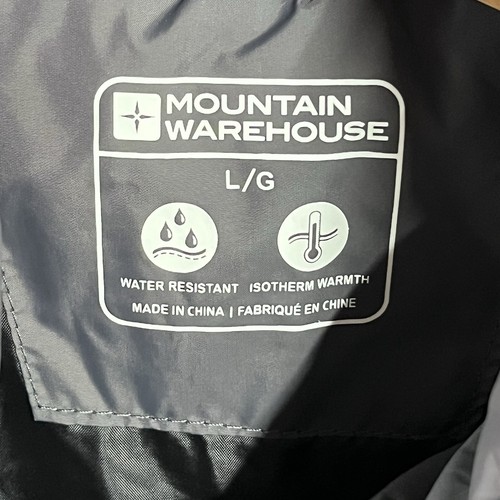 MOUNTAIN
WAREHOUSE
L/G
WATER RESISTANT ISOTHERM WARMTH
MADE IN CHINA | FABRIQUÉ EN CHINE